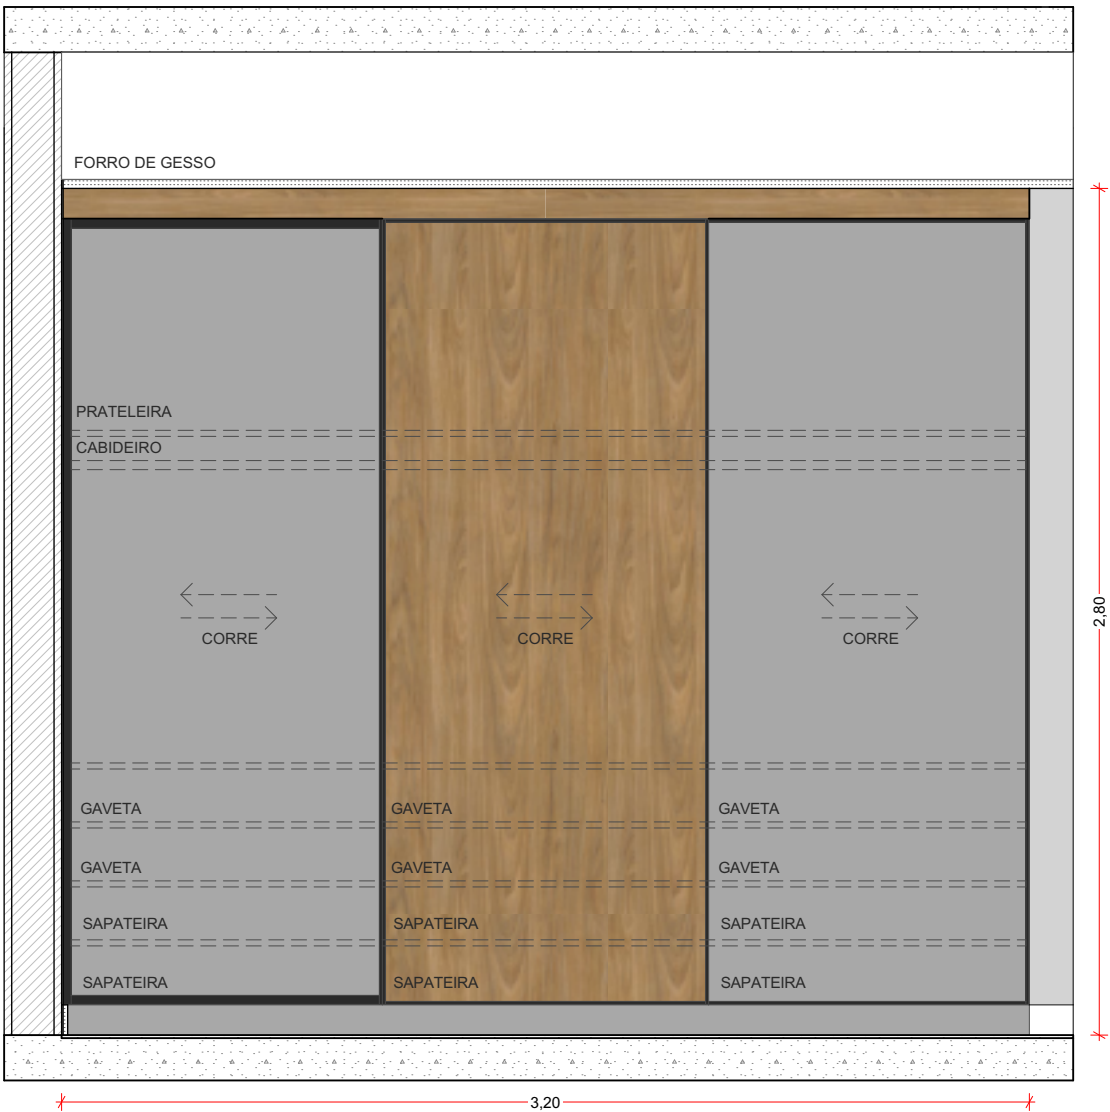 FORRO DE GESSO
PRATELEIRA
CABIDEIRO
CORRE CORRE CORRE
2,80
GAVETA GAVETA GAVETA
GAVETA GAVETA GAVETA
SAPATEIRA SAPATEIRA SAPATEIRA
SAPATEIRA SAPATEIRA SAPATEIRA
3,20